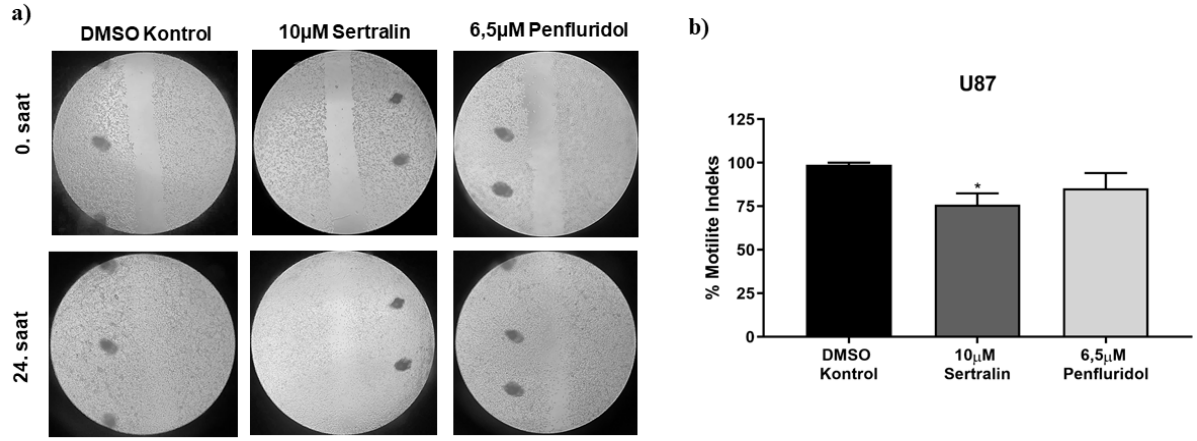 a)
DMSO Kontrol
10µM Sertralin
6,5µM Penfluridol
0. saat
24. saat
b)
U87
% Motilite Indeks
125
100
75
50
25
0
*
DMSO
Kontrol
10µM
Sertralin
6,5µM
Penfluridol